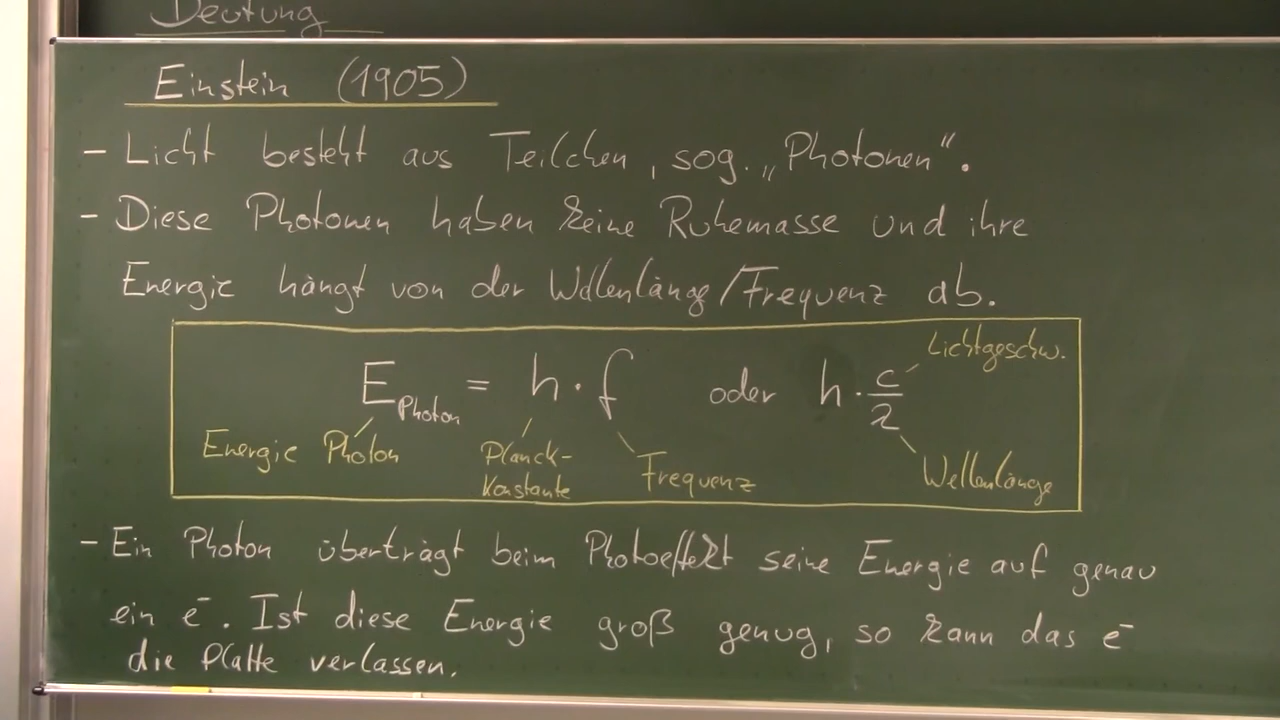 Deutung
Einstein (1905)
- Licht besteht aus Teilchen, sog. „Photonen“.
- Diese Photonen haben keine Ruhemasse und ihre
Energie hängt von der Wellenlänge/Frequenz ab.
Lichtgeschw.
E_Photon = h · f oder h · c/λ
Energie Photon Planck- Frequenz Wellenlänge
Konstante
- Ein Photon überträgt beim Photoeffekt seine Energie auf genau
ein e⁻. Ist diese Energie groß genug, so kann das e⁻
die Platte verlassen.